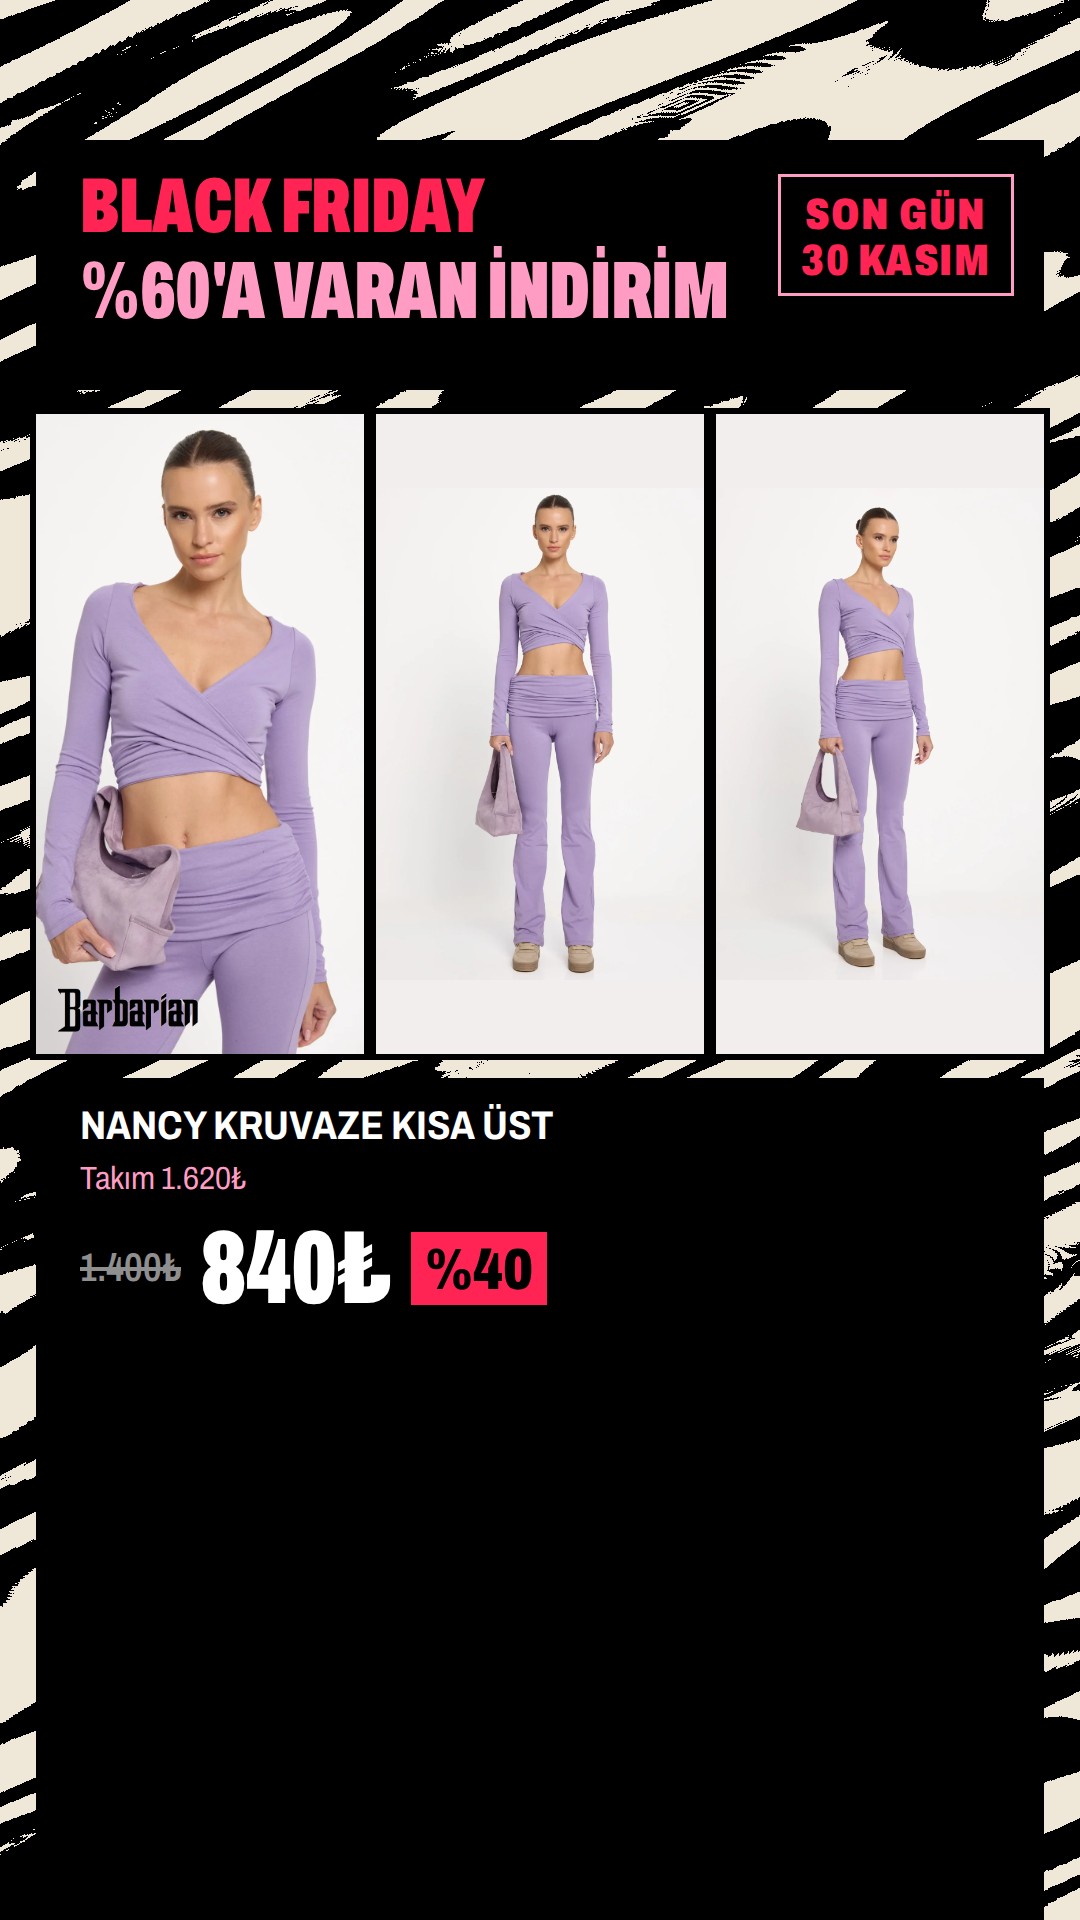 BLACK FRIDAY
%60'A VARAN İNDİRİM
SON GÜN
30 KASIM
Barbarian
NANCY KRUVAZE KISA ÜST
Takım 1.620₺
1.400₺ 840₺ %40